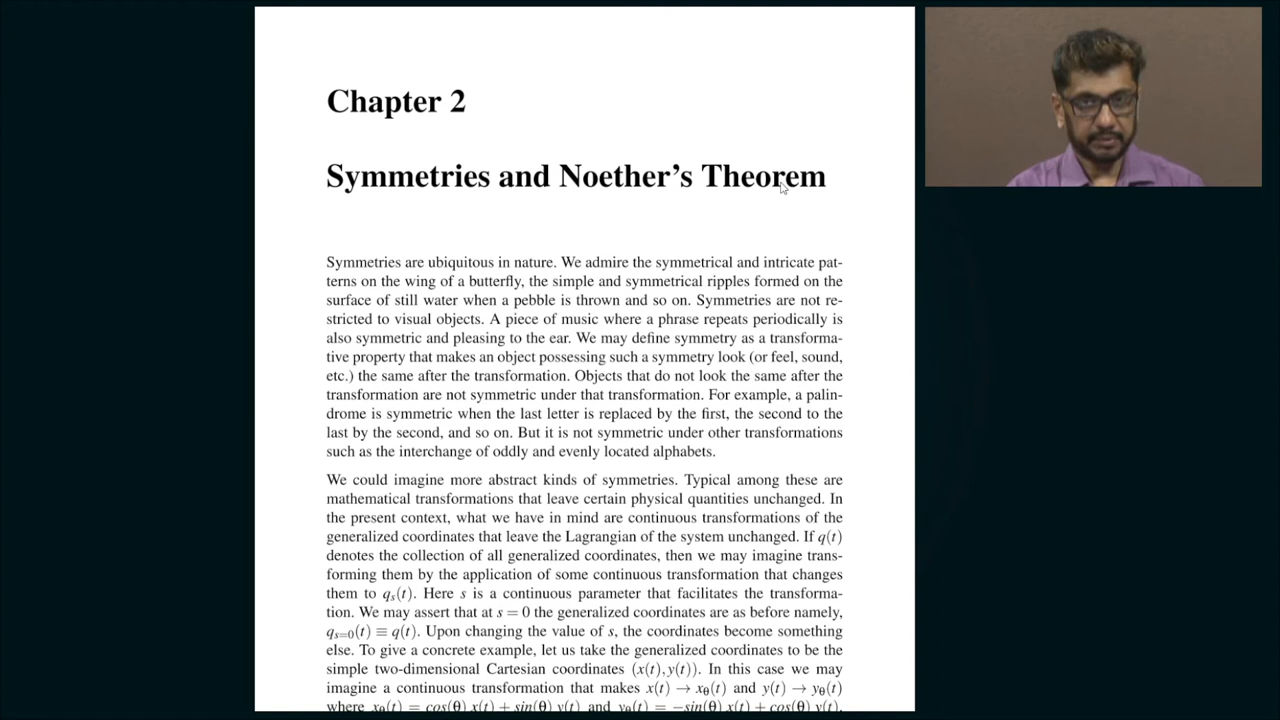 Chapter 2
Symmetries and Noether's Theorem
Symmetries are ubiquitous in nature. We admire the symmetrical and intricate pat-
terns on the wing of a butterfly, the simple and symmetrical ripples formed on the
surface of still water when a pebble is thrown and so on. Symmetries are not re-
stricted to visual objects. A piece of music where a phrase repeats periodically is
also symmetric and pleasing to the ear. We may define symmetry as a transforma-
tive property that makes an object possessing such a symmetry look (or feel, sound,
etc.) the same after the transformation. Objects that do not look the same after the
transformation are not symmetric under that transformation. For example, a palin-
drome is symmetric when the last letter is replaced by the first, the second to the
last by the second, and so on. But it is not symmetric under other transformations
such as the interchange of oddly and evenly located alphabets.
We could imagine more abstract kinds of symmetries. Typical among these are
mathematical transformations that leave certain physical quantities unchanged. In
the present context, what we have in mind are continuous transformations of the
generalized coordinates that leave the Lagrangian of the system unchanged. If q(t)
denotes the collection of all generalized coordinates, then we may imagine trans-
forming them by the application of some continuous transformation that changes
them to qₛ(t). Here s is a continuous parameter that facilitates the transforma-
tion. We may assert that at s = 0 the generalized coordinates are as before namely,
qₛ₌₀(t) ≡ q(t). Upon changing the value of s, the coordinates become something
else. To give a concrete example, let us take the generalized coordinates to be the
simple two-dimensional Cartesian coordinates (x(t),y(t)). In this case we may
imagine a continuous transformation that makes x(t) → x_θ(t) and y(t) → y_θ(t)
where x_θ(t) = cos(θ) x(t) + sin(θ) y(t) and y_θ(t) = −sin(θ) x(t) + cos(θ) y(t).